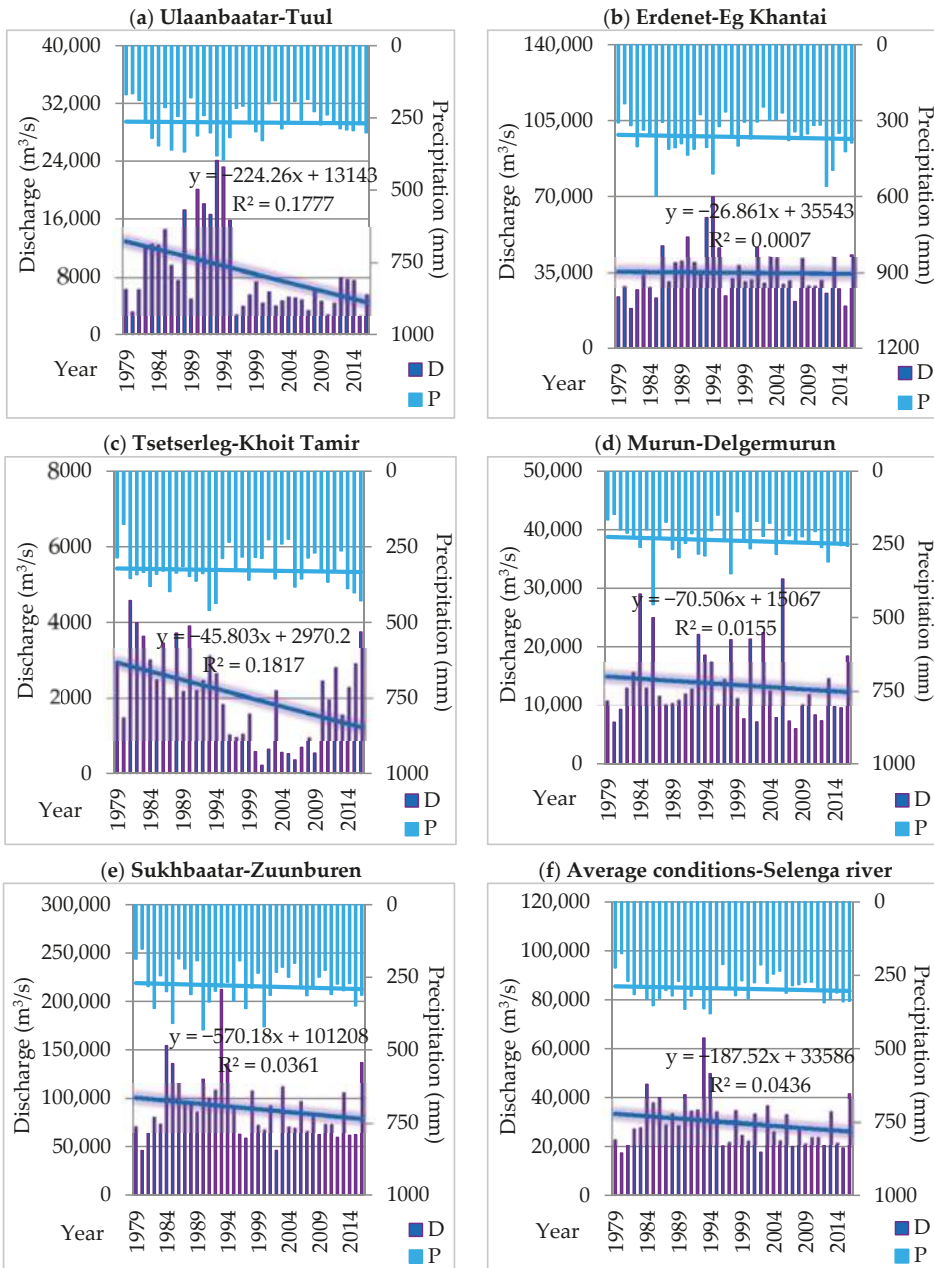 (a) Ulaanbaatar-Tuul
40,000
32,000
24,000
16,000
8000
0
Discharge (m³/s)
0
250
500
750
1000
Precipitation (mm)
y = −224.26x + 13143
R² = 0.1777
Year
1979 1984 1989 1994 1999 2004 2009 2014
D
P
(b) Erdenet-Eg Khantai
140,000
105,000
70,000
35,000
0
Discharge (m³/s)
0
300
600
900
1200
Precipitation (mm)
y = −26.861x + 35543
R² = 0.0007
Year
1979 1984 1989 1994 1999 2004 2009 2014
D
P
(c) Tsetserleg-Khoit Tamir
8000
6000
4000
2000
0
Discharge (m³/s)
0
250
500
750
1000
Precipitation (mm)
y = −45.803x + 2970.2
R² = 0.1817
Year
1979 1984 1989 1994 1999 2004 2009 2014
D
P
(d) Murun-Delgermurun
50,000
40,000
30,000
20,000
10,000
0
Discharge (m³/s)
0
250
500
750
1000
Precipitation (mm)
y = −70.506x + 15067
R² = 0.0155
Year
1979 1984 1989 1994 1999 2004 2009 2014
D
P
(e) Sukhbaatar-Zuunburen
300,000
250,000
200,000
150,000
100,000
50,000
0
Discharge (m³/s)
0
250
500
750
1000
Precipitation (mm)
y = −570.18x + 101208
R² = 0.0361
Year
1979 1984 1989 1994 1999 2004 2009 2014
D
P
(f) Average conditions-Selenga river
120,000
100,000
80,000
60,000
40,000
20,000
0
Discharge (m³/s)
0
250
500
750
1000
Precipitation (mm)
y = −187.52x + 33586
R² = 0.0436
Year
1979 1984 1989 1994 1999 2004 2009 2014
D
P